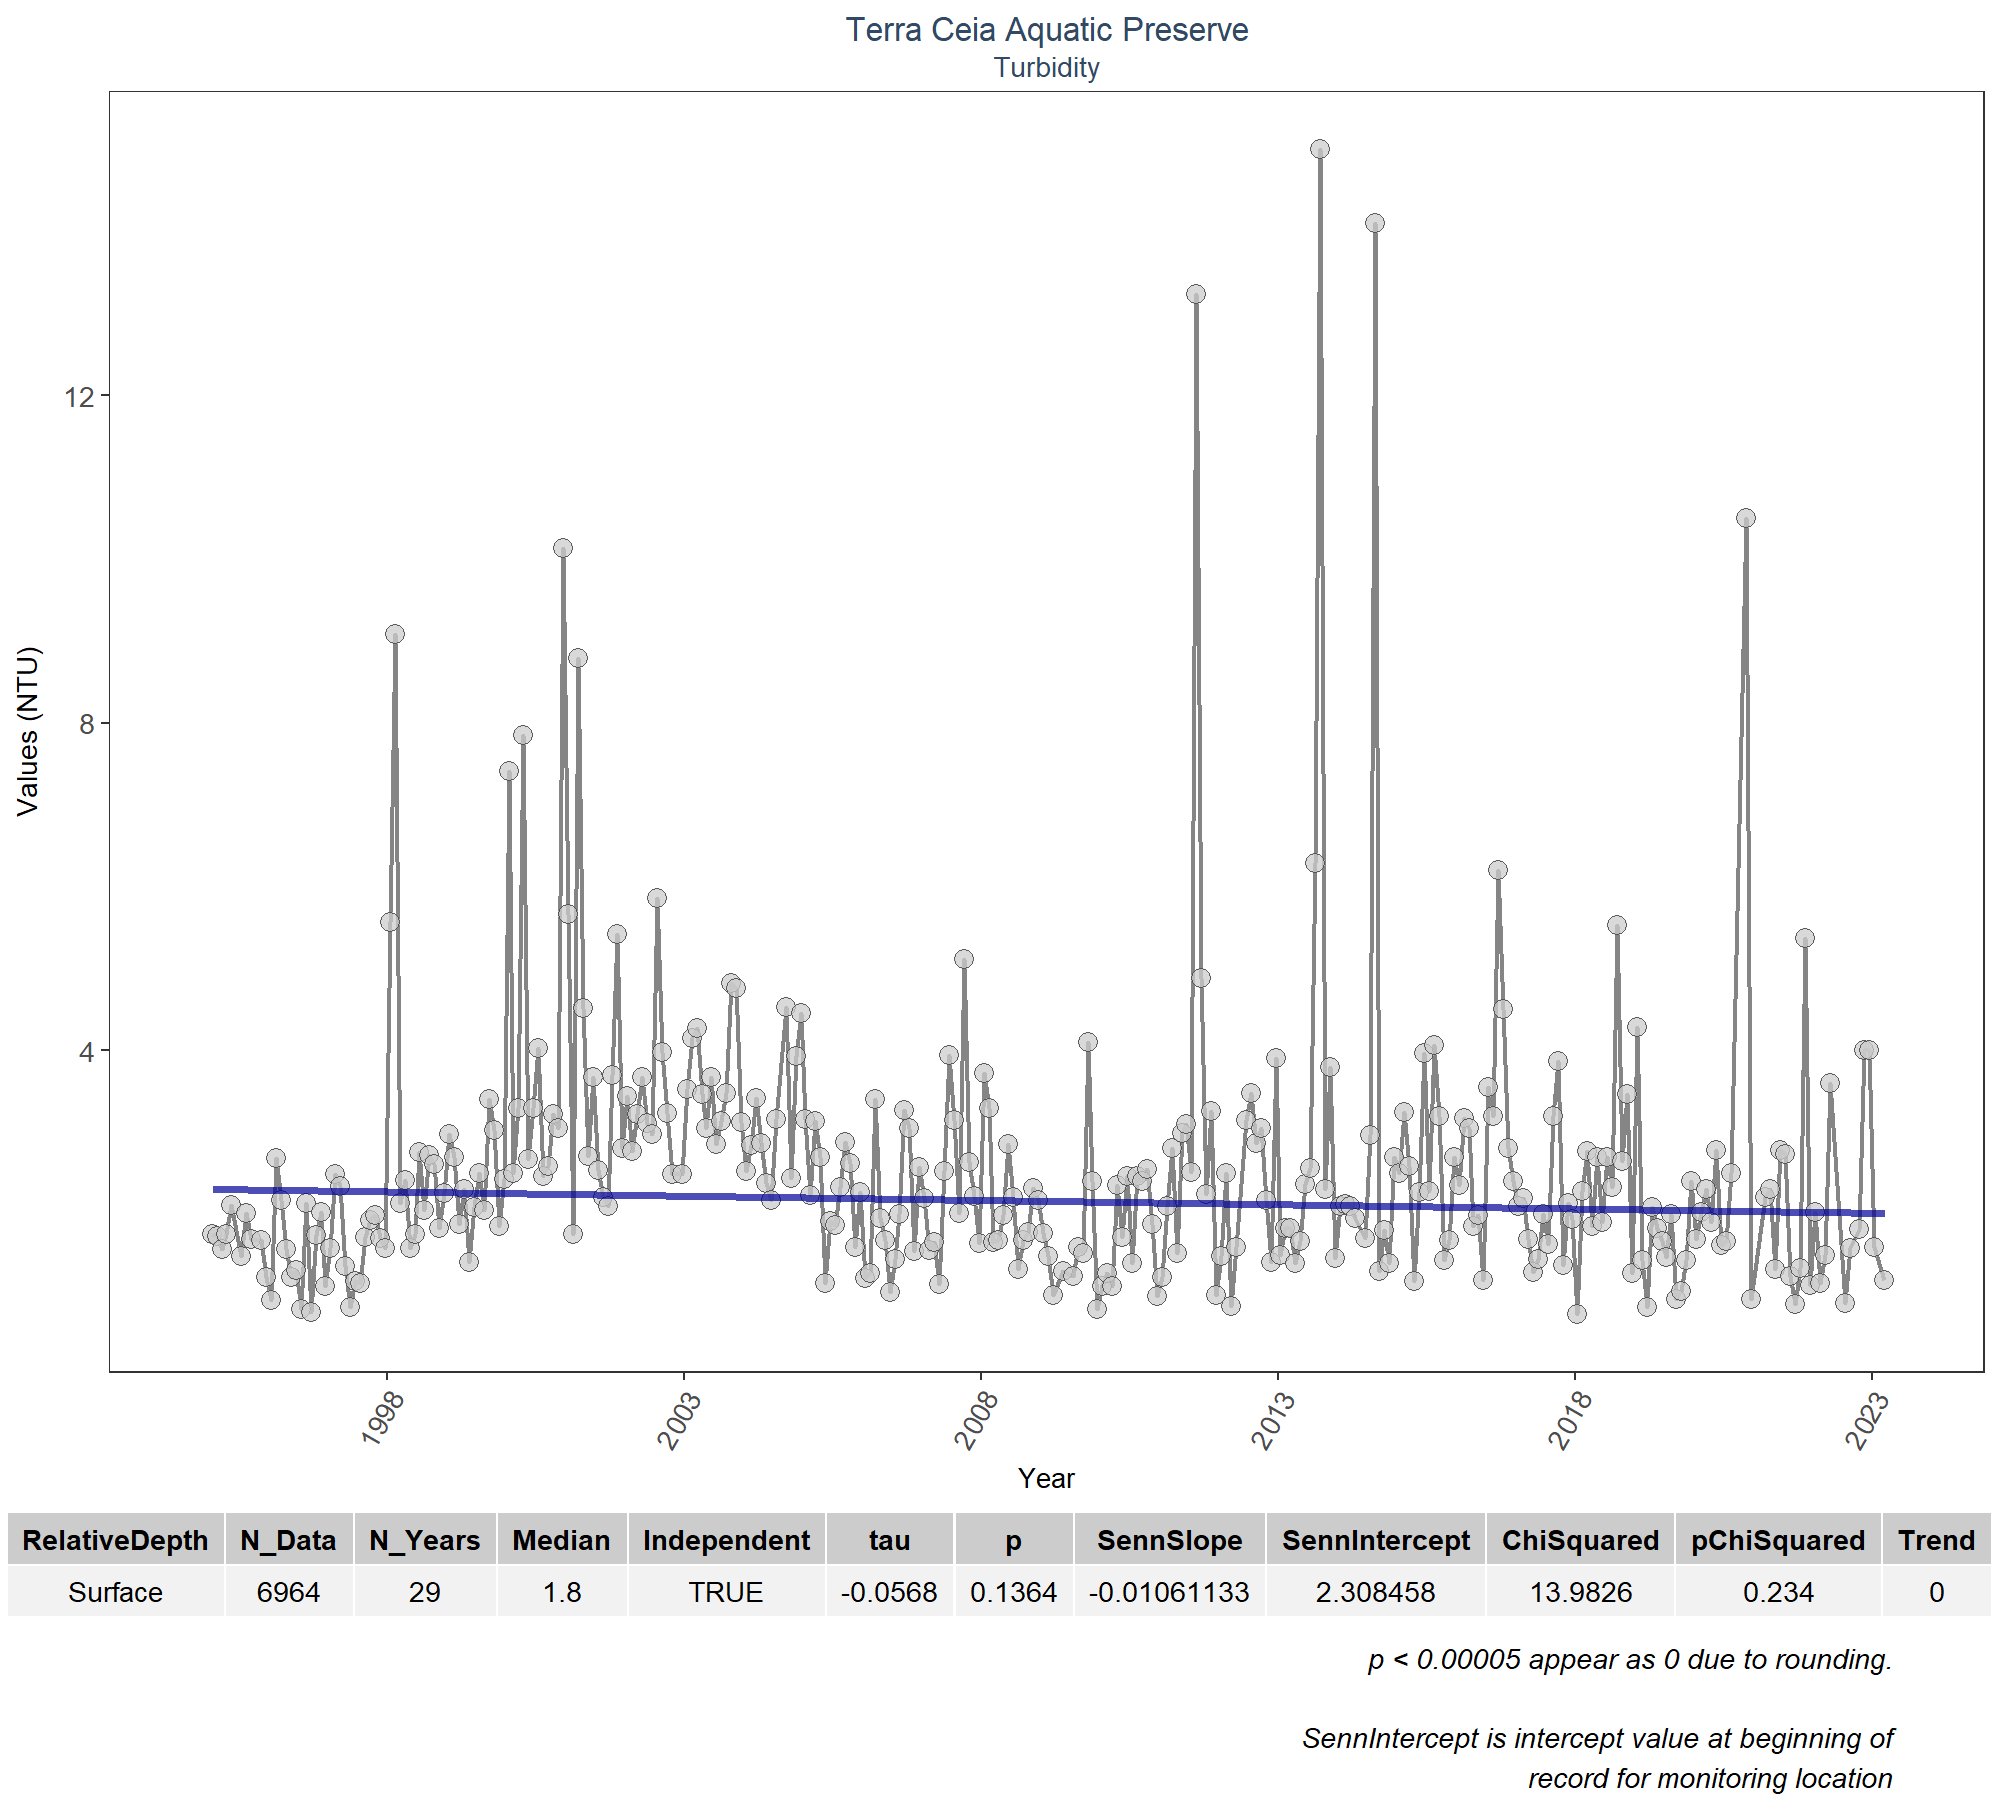 Terra Ceia Aquatic Preserve
Turbidity
Values (NTU)
12
8
4
1998
2003
2008
2013
2018
2023
Year
RelativeDepth N_Data N_Years Median Independent tau p SennSlope SennIntercept ChiSquared pChiSquared Trend
Surface 6964 29 1.8 TRUE -0.0568 0.1364 -0.01061133 2.308458 13.9826 0.234 0
p < 0.00005 appear as 0 due to rounding.
SennIntercept is intercept value at beginning of
record for monitoring location